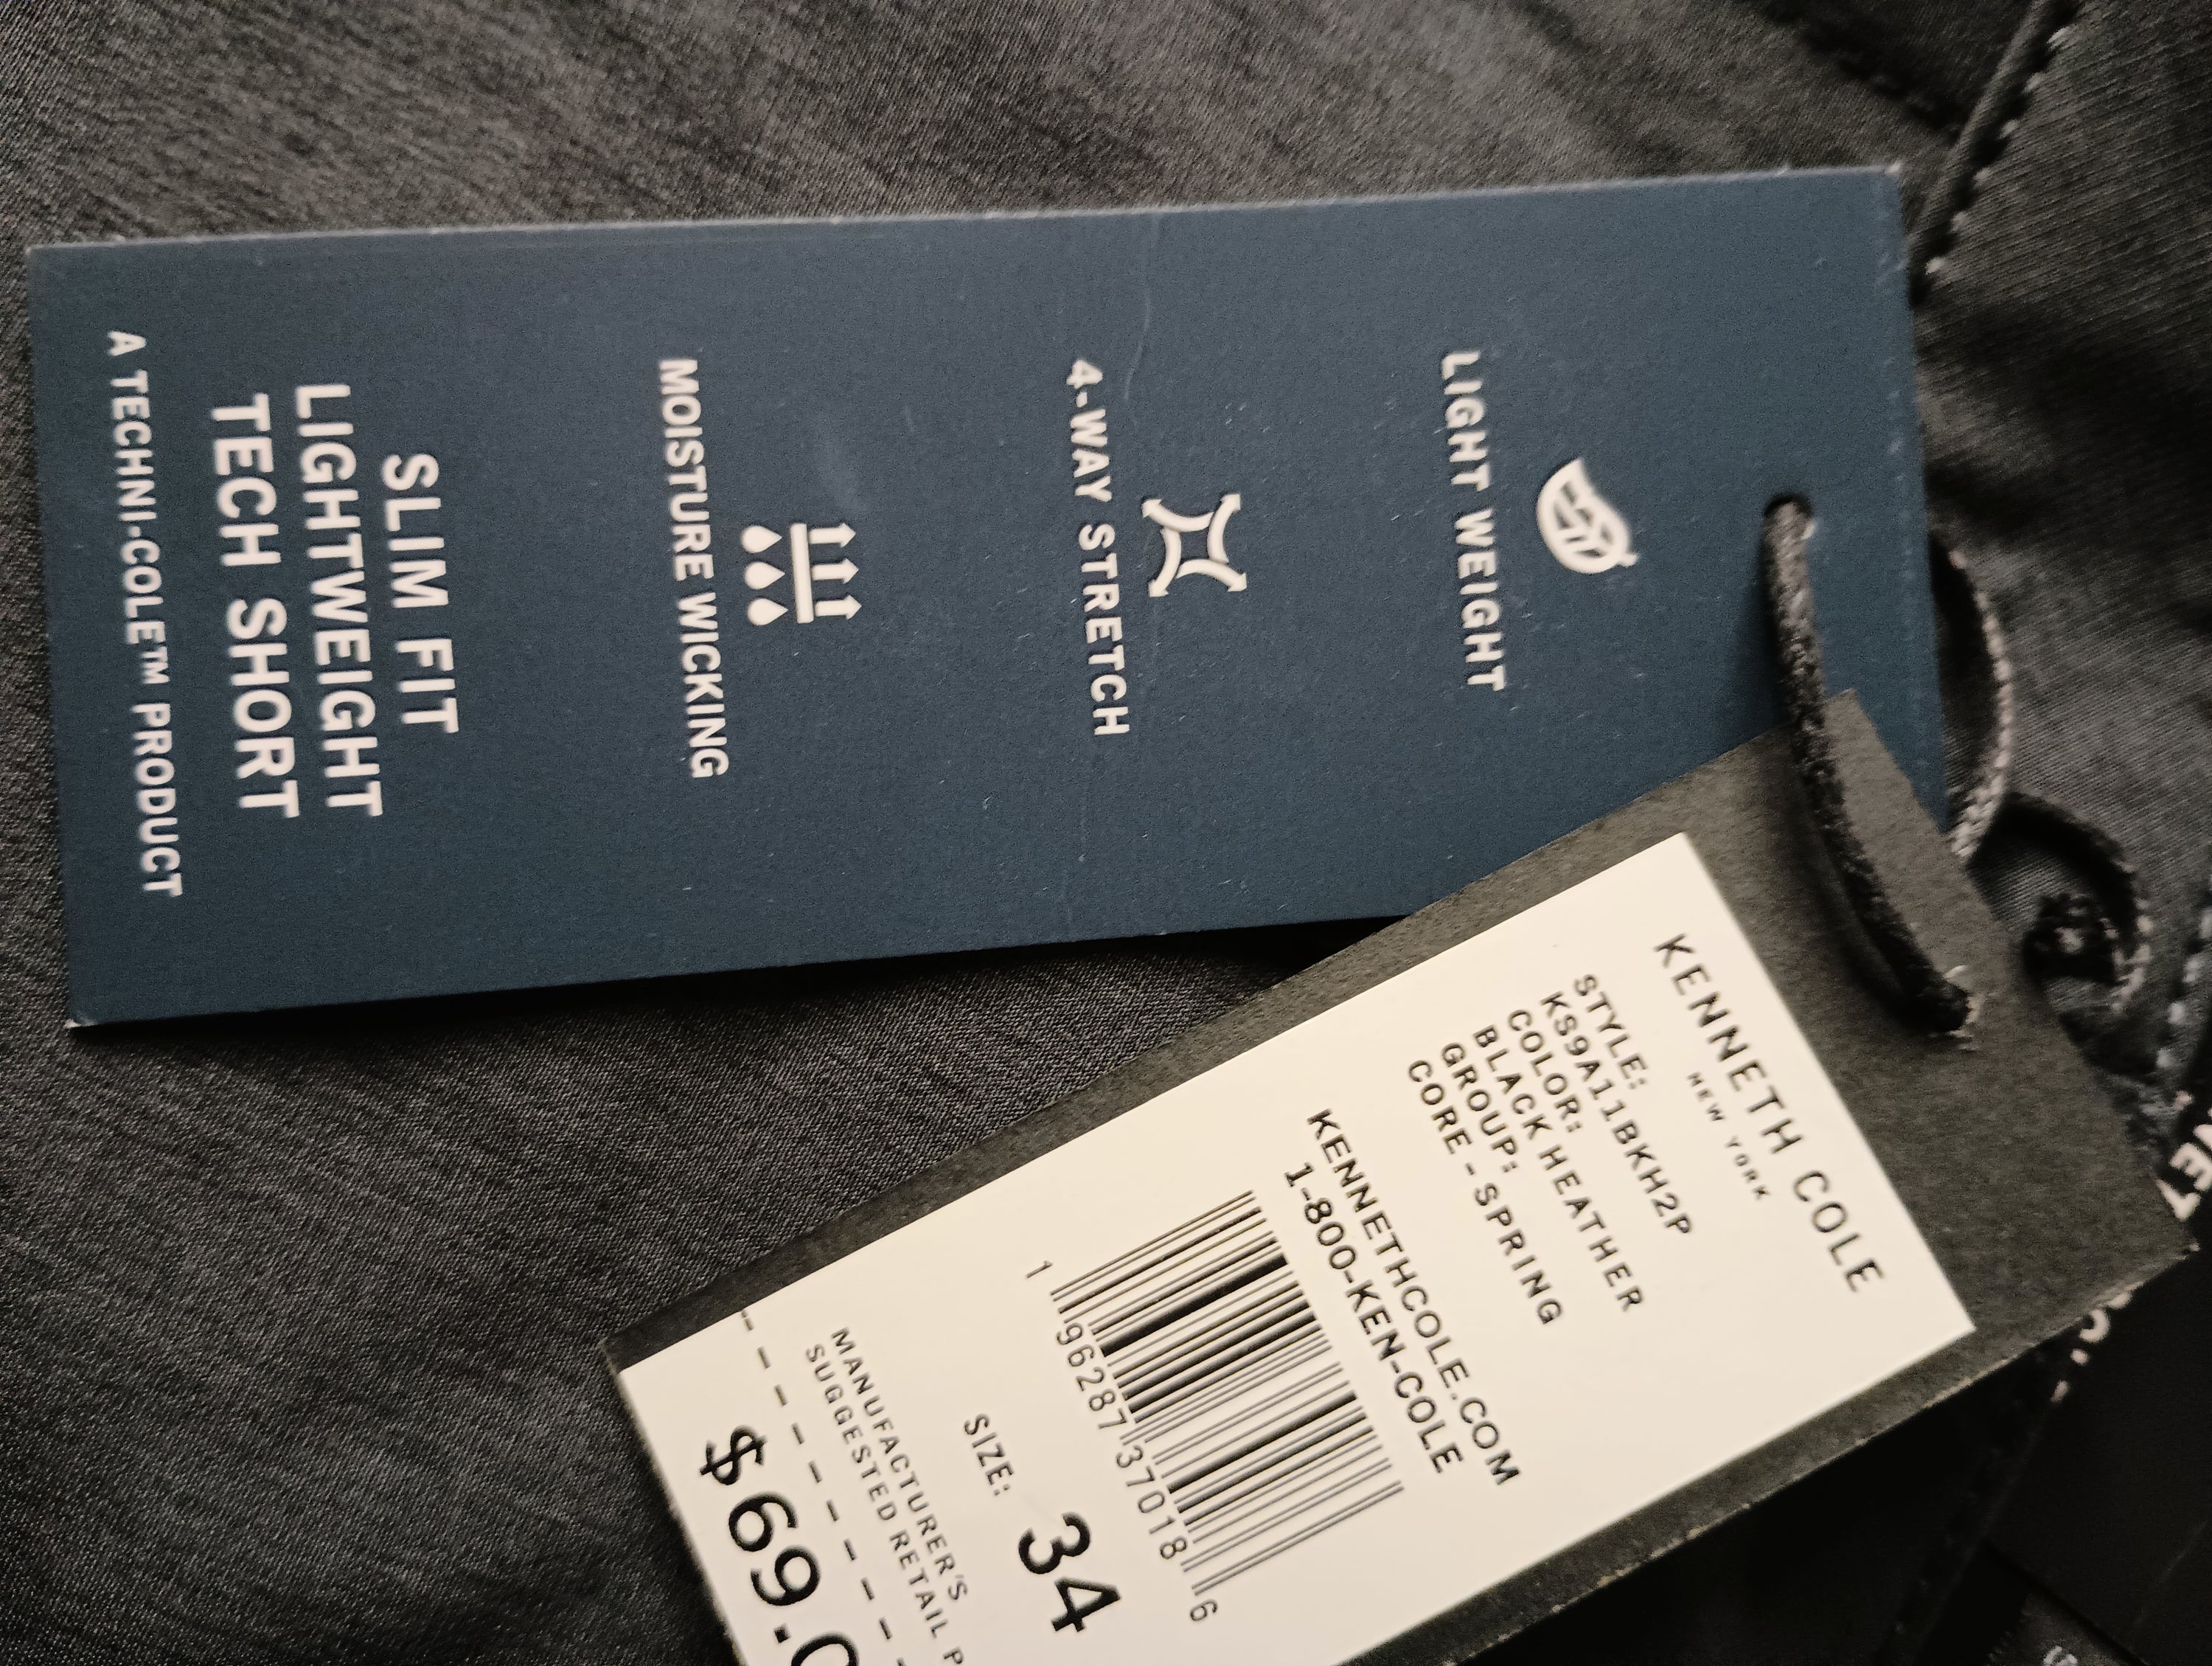 LIGHT WEIGHT
4-WAY STRETCH
MOISTURE WICKING
SLIM FIT
LIGHTWEIGHT
TECH SHORT
A TECHNI-COLE™ PRODUCT
KENNETH COLE
NEW YORK
STYLE:
KS9A11BKH2P
COLOR:
BLACK HEATHER
GROUP:
CORE - SPRING
KENNETHCOLE.COM
1-800-KEN-COLE
1 96287 37018 6
SIZE: 34
MANUFACTURER'S
SUGGESTED RETAIL P
$69.0